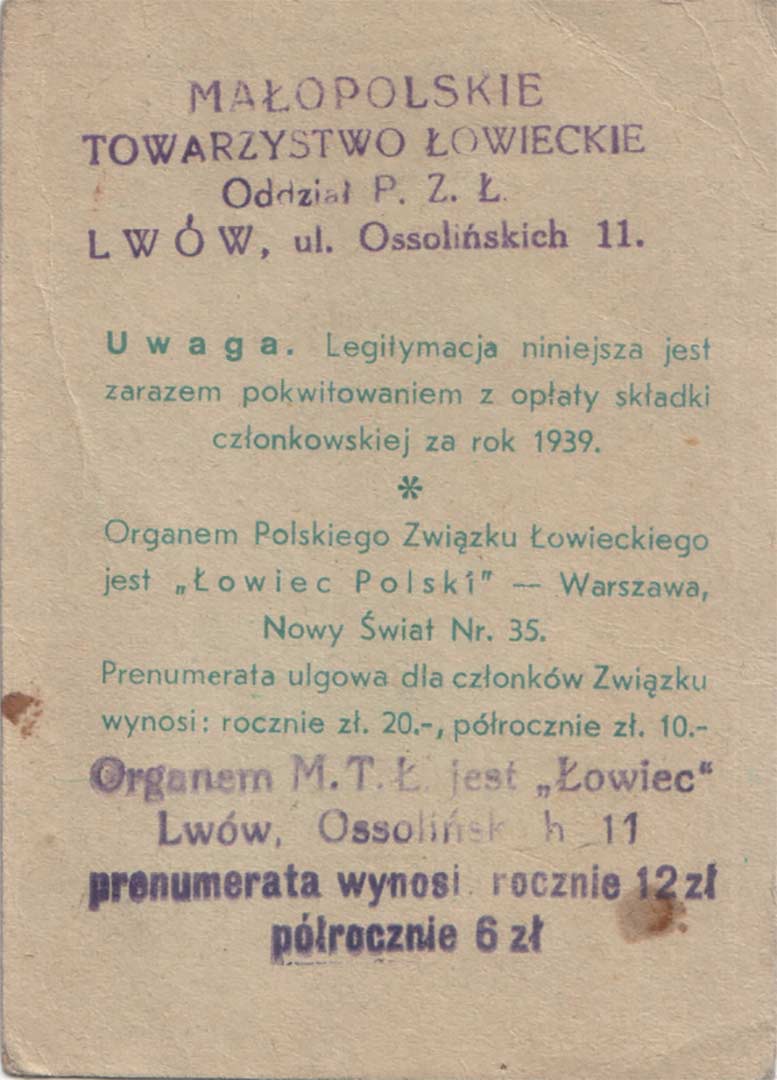 MAŁOPOLSKIE
TOWARZYSTWO ŁOWIECKIE
Oddział P. Z. Ł.
LWÓW, ul. Ossolińskich 11.
Uwaga. Legitymacja niniejsza jest
zarazem pokwitowaniem z opłaty składki
członkowskiej za rok 1939.
*
Organem Polskiego Związku Łowieckiego
jest „Łowiec Polski" — Warszawa,
Nowy Świat Nr. 35.
Prenumerata ulgowa dla członków Związku
wynosi: rocznie zł. 20.-, półrocznie zł. 10.-
Organem M.T.Ł. jest „Łowiec"
Lwów, Ossolińskich 11
prenumerata wynosi rocznie 12 zł
półrocznie 6 zł